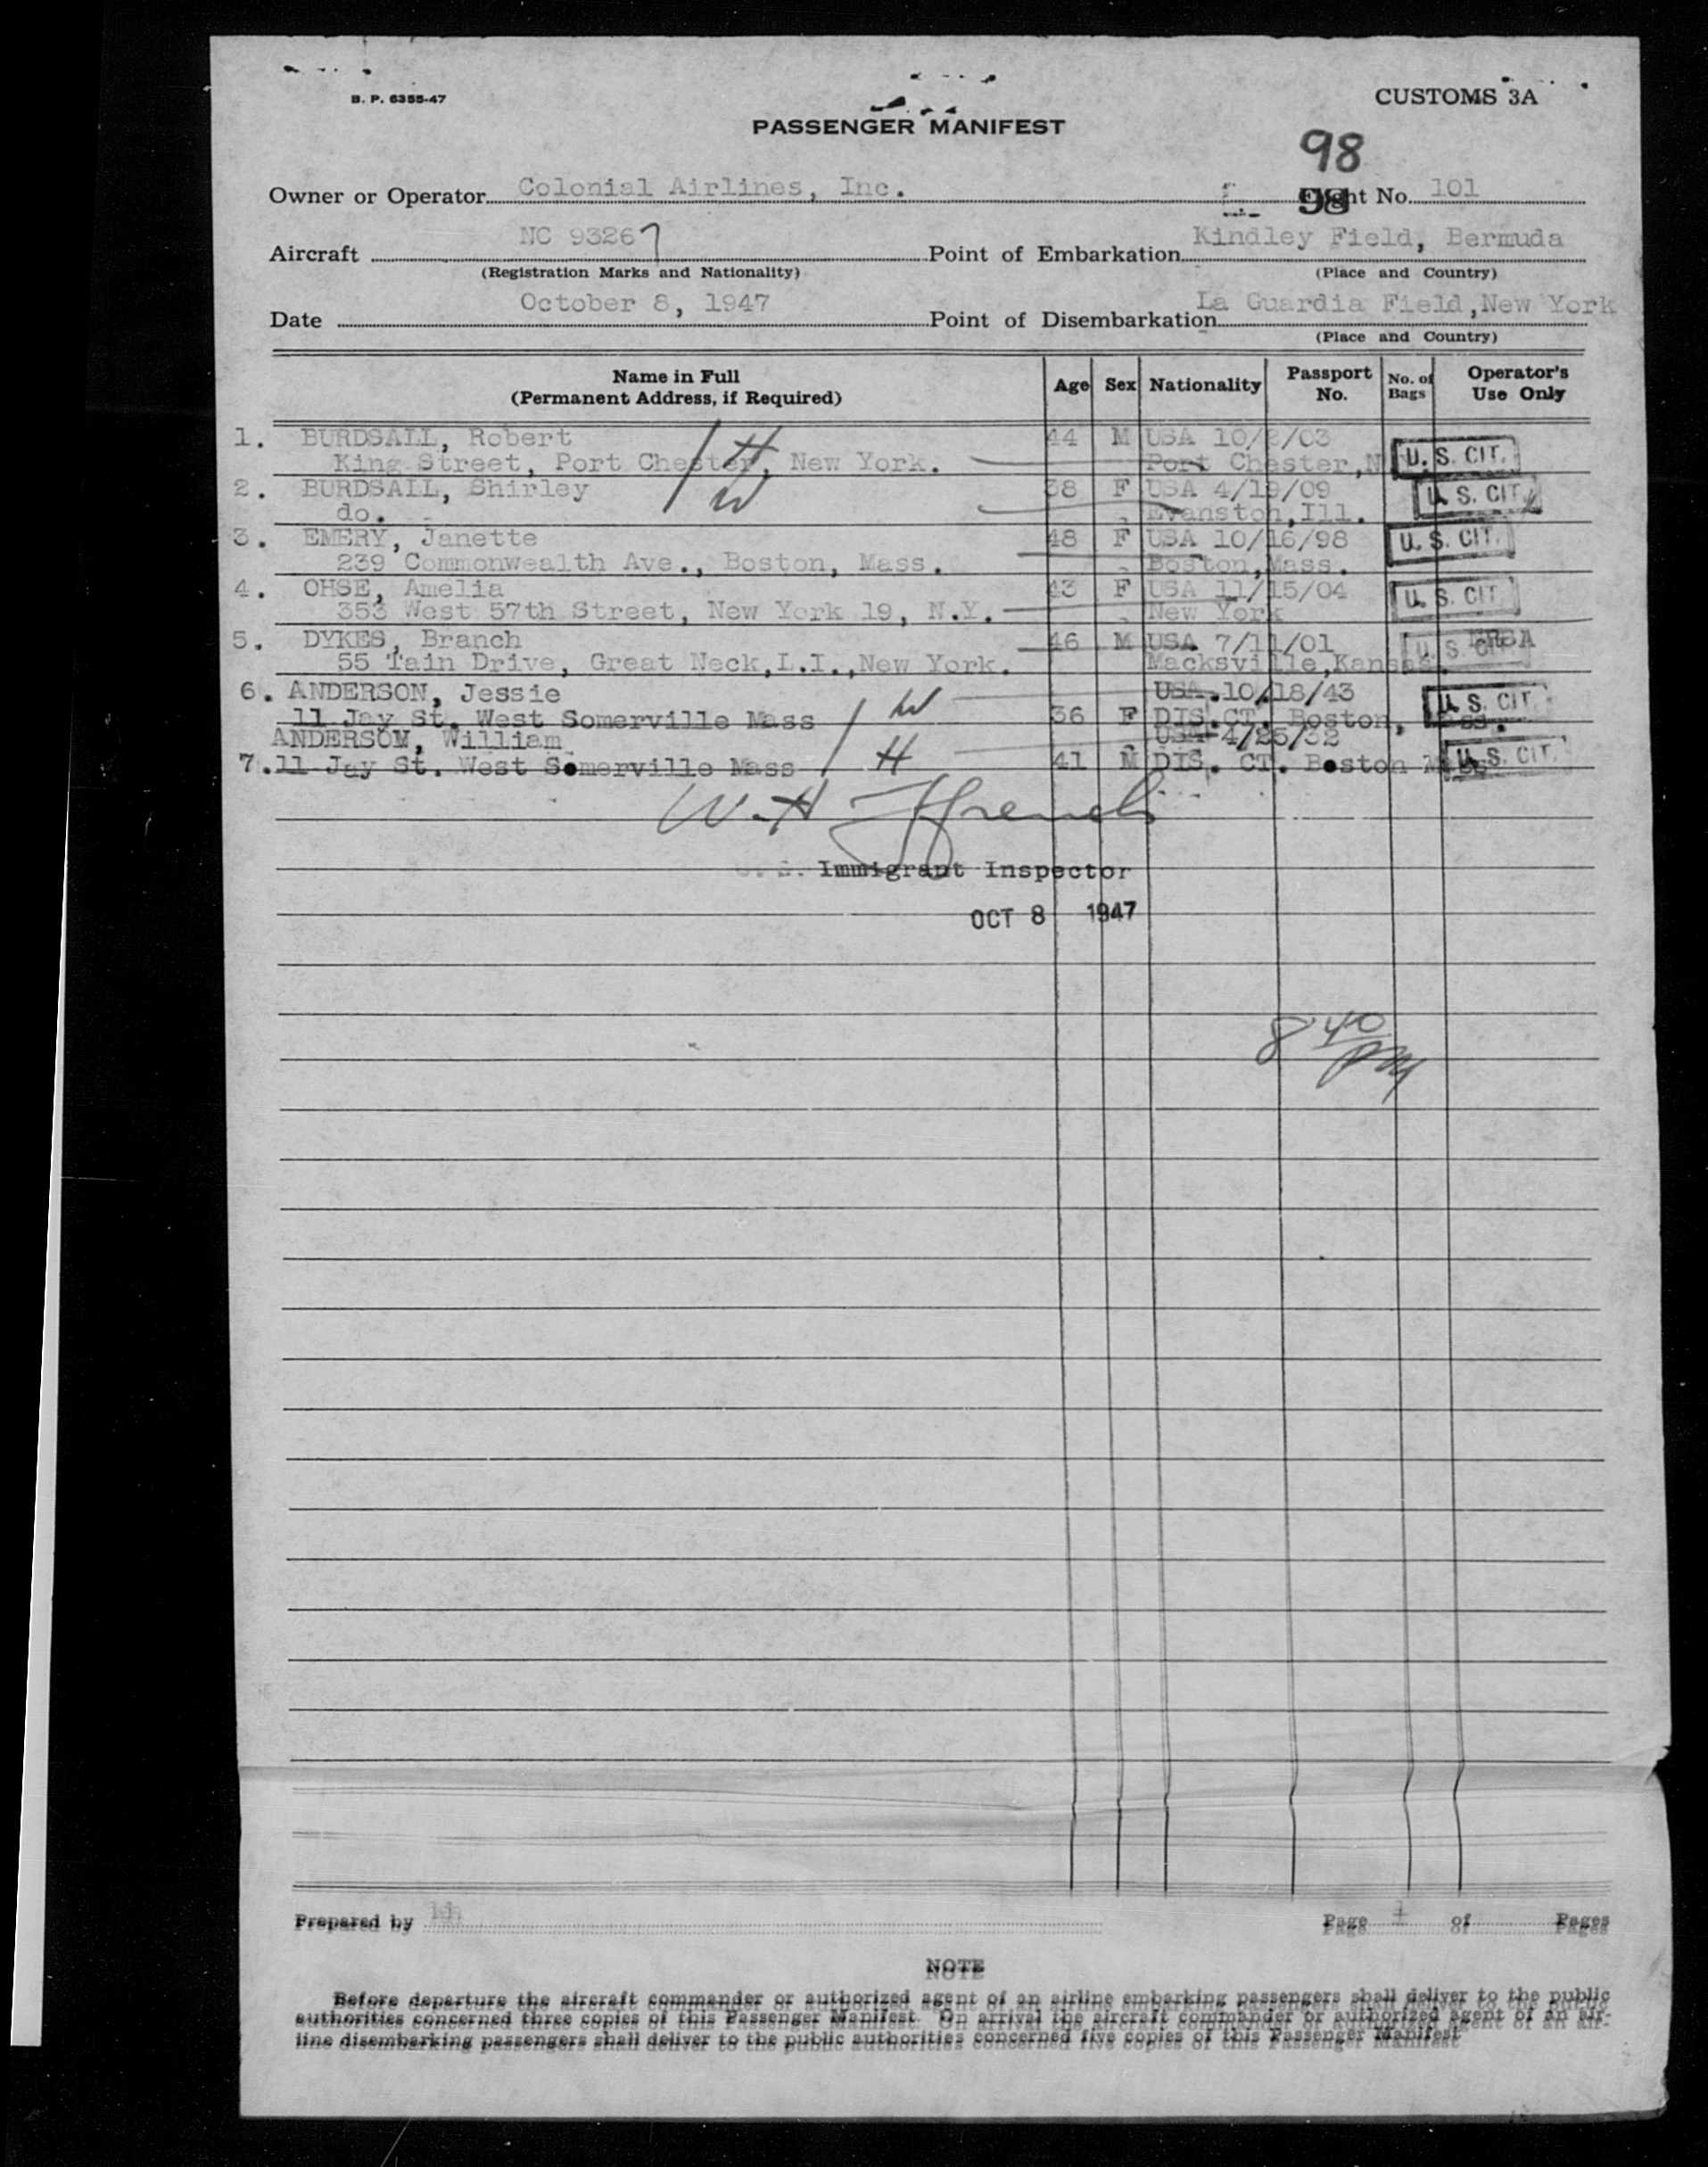 B. P. 6355-47
CUSTOMS 3A
PASSENGER MANIFEST
98
Owner or Operator Colonial Airlines, Inc. 98 Flight No. 101
Aircraft NC 93267 Point of Embarkation Kindley Field, Bermuda
(Registration Marks and Nationality) (Place and Country)
Date October 8, 1947 Point of Disembarkation La Guardia Field,New York
(Place and Country)
Name in Full Age Sex Nationality Passport No. of Operator's
(Permanent Address, if Required) No. Bags Use Only
1. BURDSALL, Robert 44 M USA 10/2/03
King Street, Port Chester, New York. H Port Chester,N U. S. CIT.
2. BURDSALL, Shirley W 38 F USA 4/19/09 U. S. CIT.
do. Evanston,Ill.
3. EMERY, Janette 48 F USA 10/16/98 U. S. CIT.
239 Commonwealth Ave., Boston, Mass. Boston,Mass.
4. OHSE, Amelia 43 F USA 11/15/04 U. S. CIT.
353 West 57th Street, New York 19, N.Y. New York
5. DYKES, Branch 46 M USA 7/11/01 U. S. CIT.
55 Tain Drive, Great Neck,L.I.,New York. Macksville,Kansas.
6. ANDERSON, Jessie W USA 10/18/43 U. S. CIT.
11 Jay St. West Somerville Mass 36 F DIS.CT. Boston, Mass.
ANDERSON, William H USA 4/25/32
7. 11 Jay St. West Somerville Mass 41 M DIS. CT. Boston Mass U. S. CIT.
W. H. Ffrench
U. S. Immigrant Inspector
OCT 8 1947
8 40
PM
Prepared by Page 1 of Pages
NOTE
Before departure the aircraft commander or authorized agent of an airline embarking passengers shall deliver to the public
authorities concerned three copies of this Passenger Manifest. On arrival the aircraft commander or authorized agent of an air-
line disembarking passengers shall deliver to the public authorities concerned five copies of this Passenger Manifest